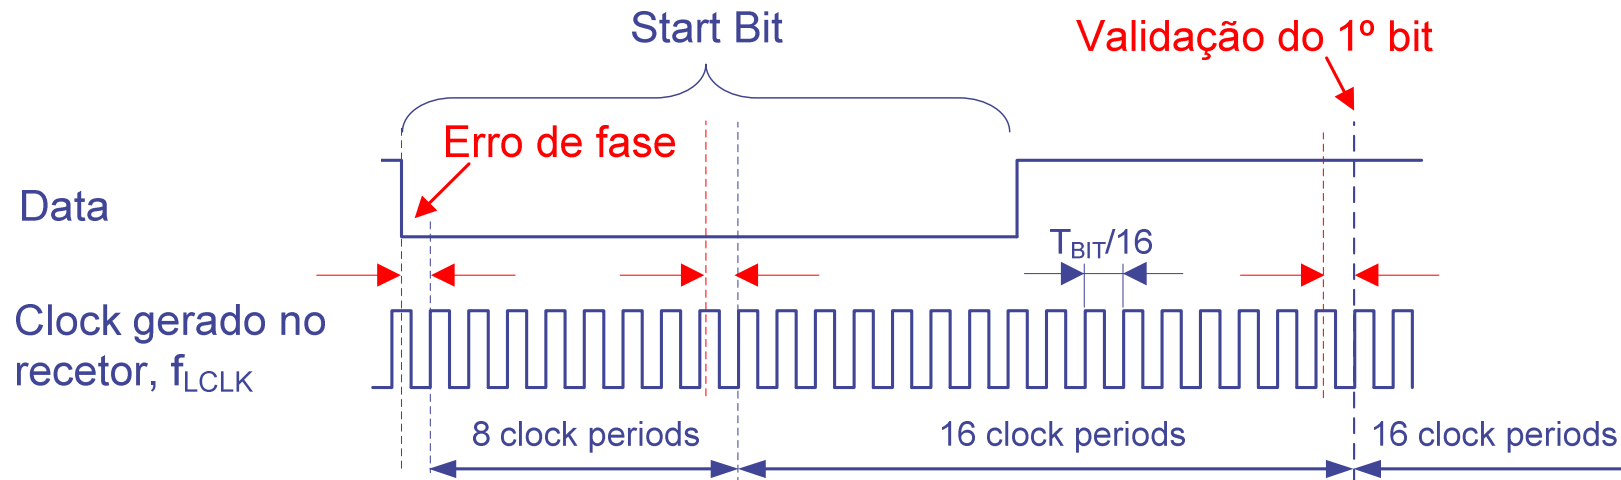 Start Bit
Validação do 1º bit
Erro de fase
Data
T_BIT/16
Clock gerado no
recetor, f_LCLK
8 clock periods
16 clock periods
16 clock periods